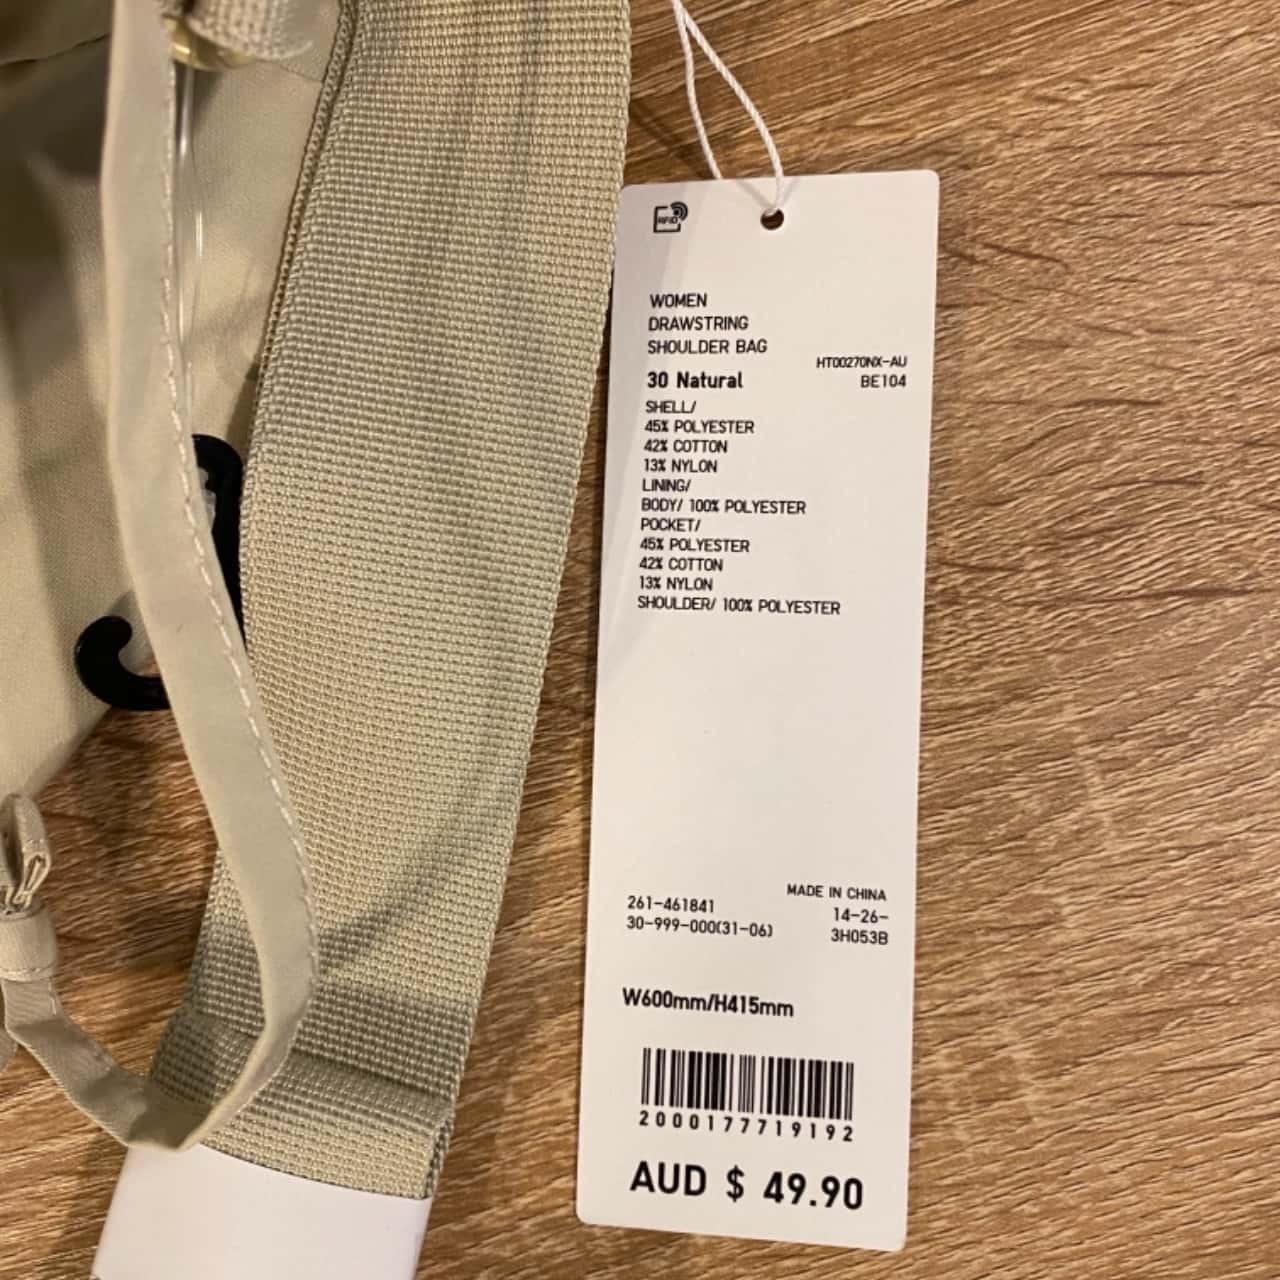 RFID
WOMEN
DRAWSTRING
SHOULDER BAG
HT00270NX-AU
30 Natural
BE104
SHELL/
45% POLYESTER
42% COTTON
13% NYLON
LINING/
BODY/ 100% POLYESTER
POCKET/
45% POLYESTER
42% COTTON
13% NYLON
SHOULDER/ 100% POLYESTER
MADE IN CHINA
261-461841
14-26-
30-999-000(31-06)
3H053B
W600mm/H415mm
2000177719192
AUD $ 49.90